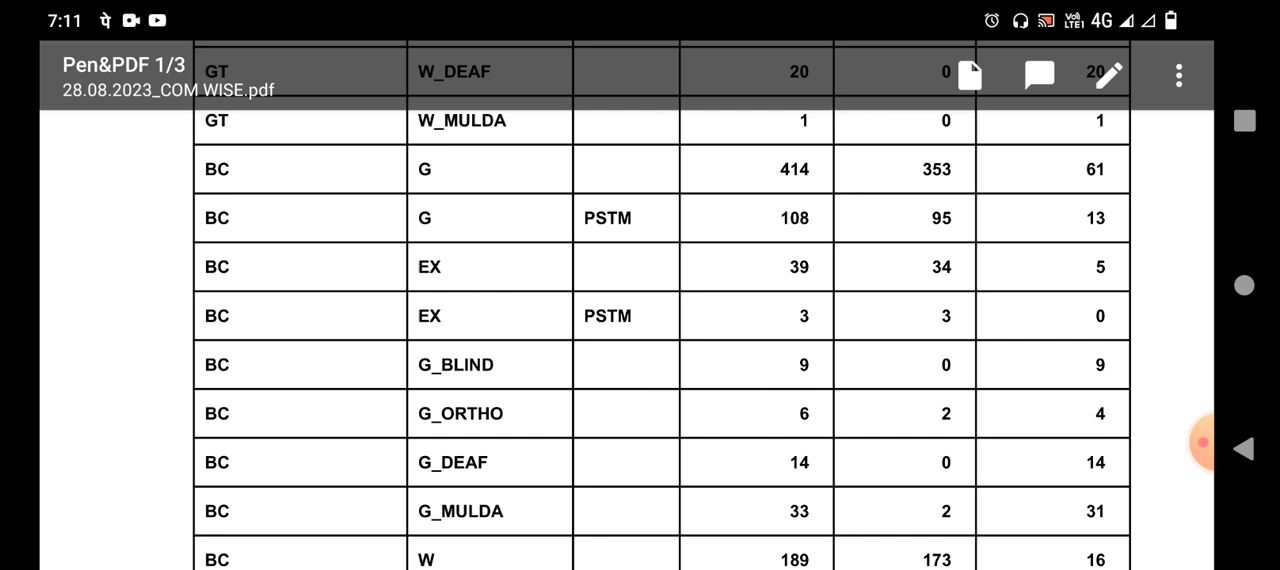 7:11 पे Vo) LTE1 4G
Pen&PDF 1/3
28.08.2023_COM WISE.pdf
GT W_DEAF 20 0 20
GT W_MULDA 1 0 1
BC G 414 353 61
BC G PSTM 108 95 13
BC EX 39 34 5
BC EX PSTM 3 3 0
BC G_BLIND 9 0 9
BC G_ORTHO 6 2 4
BC G_DEAF 14 0 14
BC G_MULDA 33 2 31
BC W 189 173 16